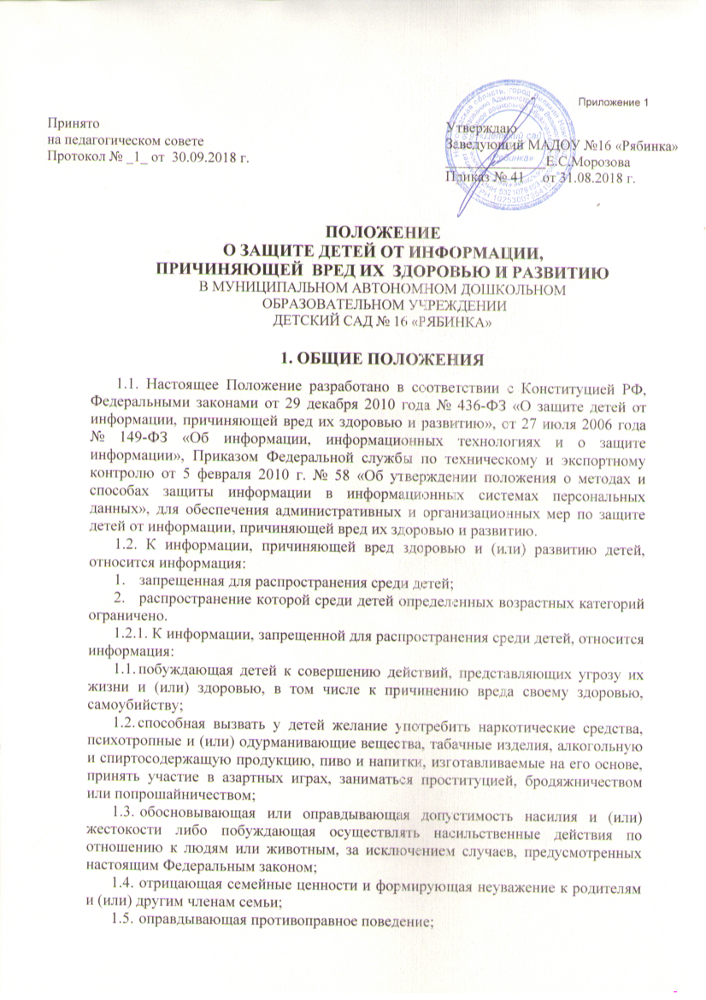 Приложение 1
Принято
на педагогическом совете
Протокол № _1_ от 30.09.2018 г.
Утверждаю
Заведующий МАДОУ №16 «Рябинка»
Е.С.Морозова
Приказ № 41 от 31.08.2018 г.
ПОЛОЖЕНИЕ
О ЗАЩИТЕ ДЕТЕЙ ОТ ИНФОРМАЦИИ,
ПРИЧИНЯЮЩЕЙ ВРЕД ИХ ЗДОРОВЬЮ И РАЗВИТИЮ
В МУНИЦИПАЛЬНОМ АВТОНОМНОМ ДОШКОЛЬНОМ
ОБРАЗОВАТЕЛЬНОМ УЧРЕЖДЕНИИ
ДЕТСКИЙ САД № 16 «РЯБИНКА»
1. ОБЩИЕ ПОЛОЖЕНИЯ
1.1. Настоящее Положение разработано в соответствии с Конституцией РФ,
Федеральными законами от 29 декабря 2010 года № 436-ФЗ «О защите детей от
информации, причиняющей вред их здоровью и развитию», от 27 июля 2006 года
№ 149-ФЗ «Об информации, информационных технологиях и о защите
информации», Приказом Федеральной службы по техническому и экспортному
контролю от 5 февраля 2010 г. № 58 «Об утверждении положения о методах и
способах защиты информации в информационных системах персональных
данных», для обеспечения административных и организационных мер по защите
детей от информации, причиняющей вред их здоровью и развитию.
1.2. К информации, причиняющей вред здоровью и (или) развитию детей,
относится информация:
1. запрещенная для распространения среди детей;
2. распространение которой среди детей определенных возрастных категорий
ограничено.
1.2.1. К информации, запрещенной для распространения среди детей, относится
информация:
1.1. побуждающая детей к совершению действий, представляющих угрозу их
жизни и (или) здоровью, в том числе к причинению вреда своему здоровью,
самоубийству;
1.2. способная вызвать у детей желание употребить наркотические средства,
психотропные и (или) одурманивающие вещества, табачные изделия, алкогольную
и спиртосодержащую продукцию, пиво и напитки, изготавливаемые на его основе,
принять участие в азартных играх, заниматься проституцией, бродяжничеством
или попрошайничеством;
1.3. обосновывающая или оправдывающая допустимость насилия и (или)
жестокости либо побуждающая осуществлять насильственные действия по
отношению к людям или животным, за исключением случаев, предусмотренных
настоящим Федеральным законом;
1.4. отрицающая семейные ценности и формирующая неуважение к родителям
и (или) другим членам семьи;
1.5. оправдывающая противоправное поведение;